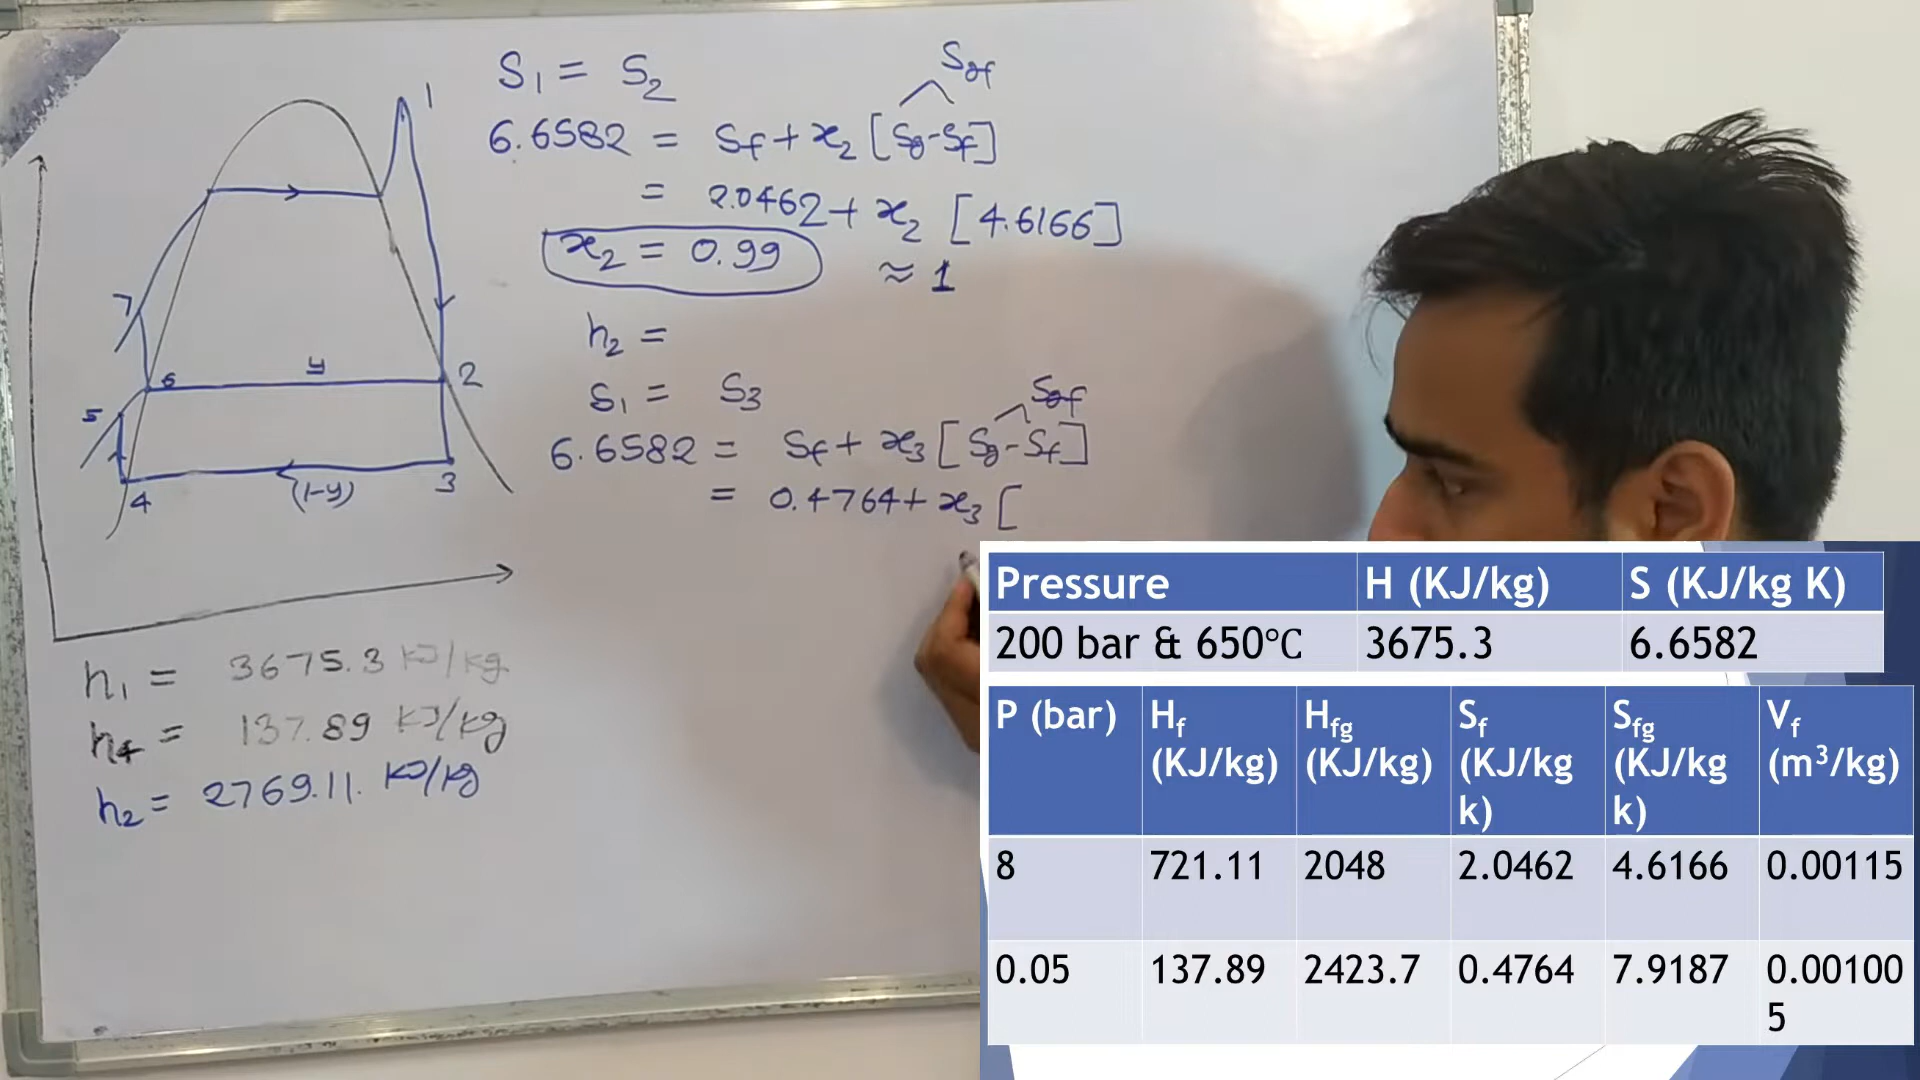 S₁ = S₂
Sgf
6.6582 = Sf + x₂ [Sg-Sf]
= 2.0462 + x₂ [4.6166]
x₂ = 0.99 ≈ 1
h₂ =
S₁ = S₃
Sgf
6.6582 = Sf + x₃ [Sg-Sf]
= 0.4764 + x₃ [
1
7
6
y
2
5
4
(1-y)
3
h₁ = 3675.3 KJ/kg
h4 = 137.89 KJ/kg
h₂ = 2769.11. KJ/kg
Pressure H (KJ/kg) S (KJ/kg K)
200 bar & 650°C 3675.3 6.6582
P (bar) Hf (KJ/kg) Hfg (KJ/kg) Sf (KJ/kg k) Sfg (KJ/kg k) Vf (m³/kg)
8 721.11 2048 2.0462 4.6166 0.00115
0.05 137.89 2423.7 0.4764 7.9187 0.001005